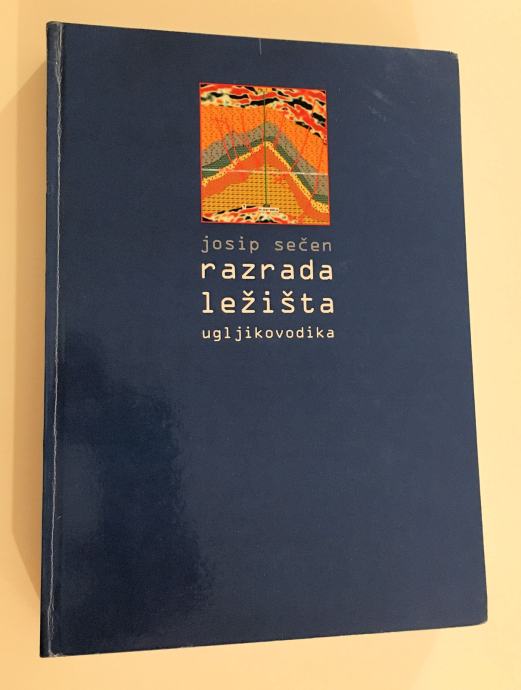 josip sečen
razrada
ležišta
ugljikovodika